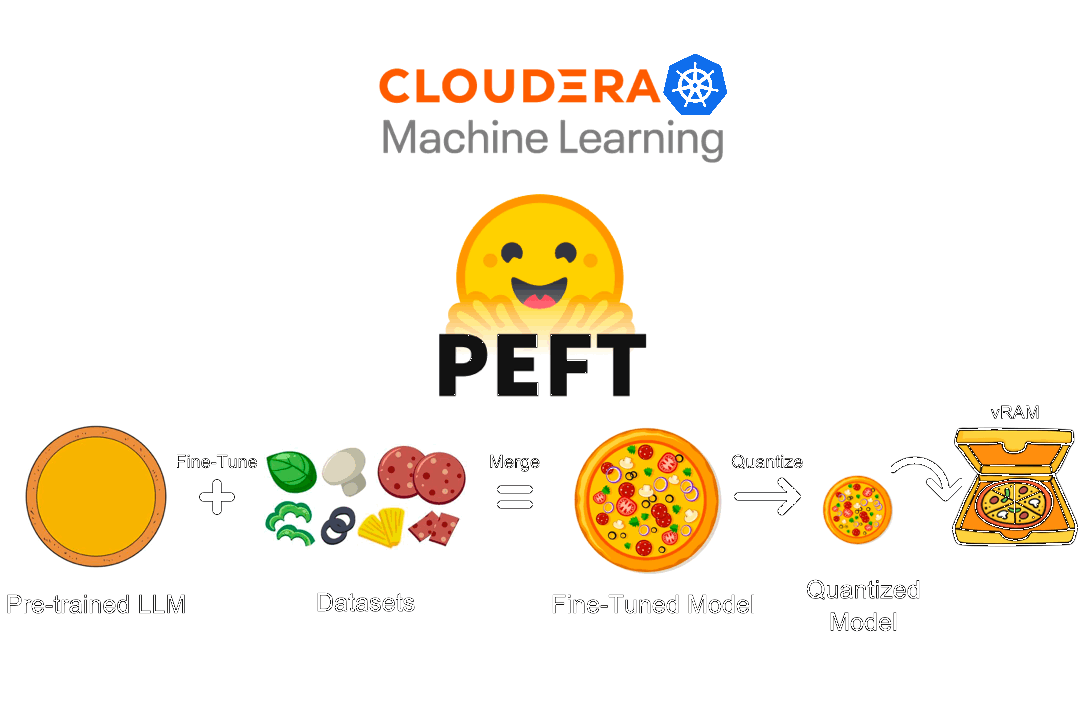 CLOUDERA
Machine Learning
PEFT
vRAM
Fine-Tune
Merge
Quantize
Pre-trained LLM
Datasets
Fine-Tuned Model
Quantized
Model